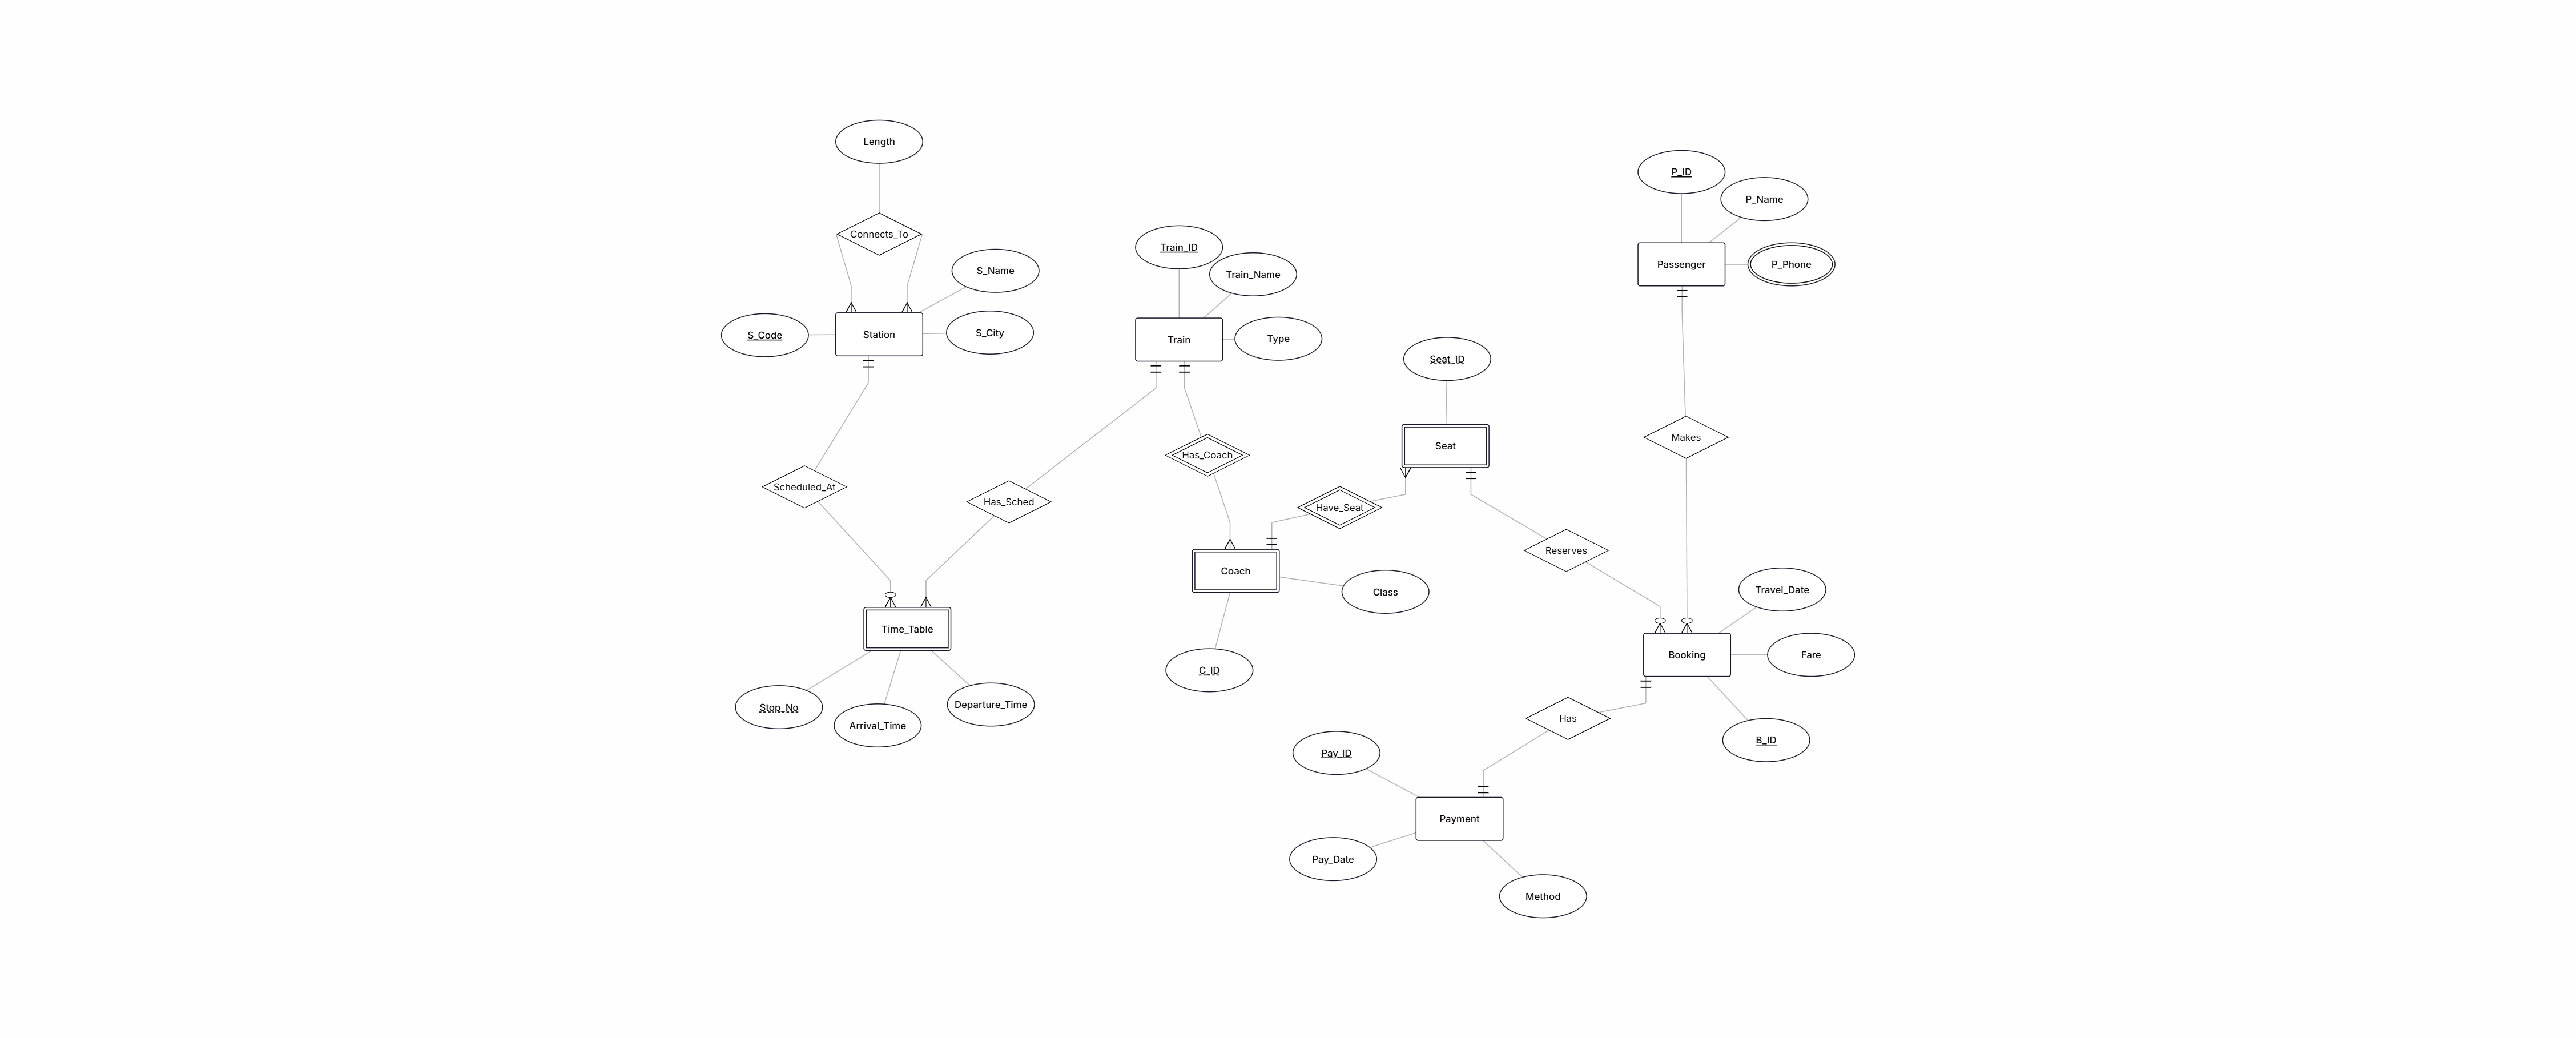 Length
Connects_To
S_Name
S_Code
Station
S_City
Scheduled_At
Has_Sched
Time_Table
Stop_No
Arrival_Time
Departure_Time
Train_ID
Train_Name
Train
Type
Has_Coach
Have_Seat
Coach
Class
C_ID
Seat_ID
Seat
Reserves
P_ID
P_Name
Passenger
P_Phone
Makes
Travel_Date
Booking
Fare
B_ID
Has
Pay_ID
Payment
Pay_Date
Method